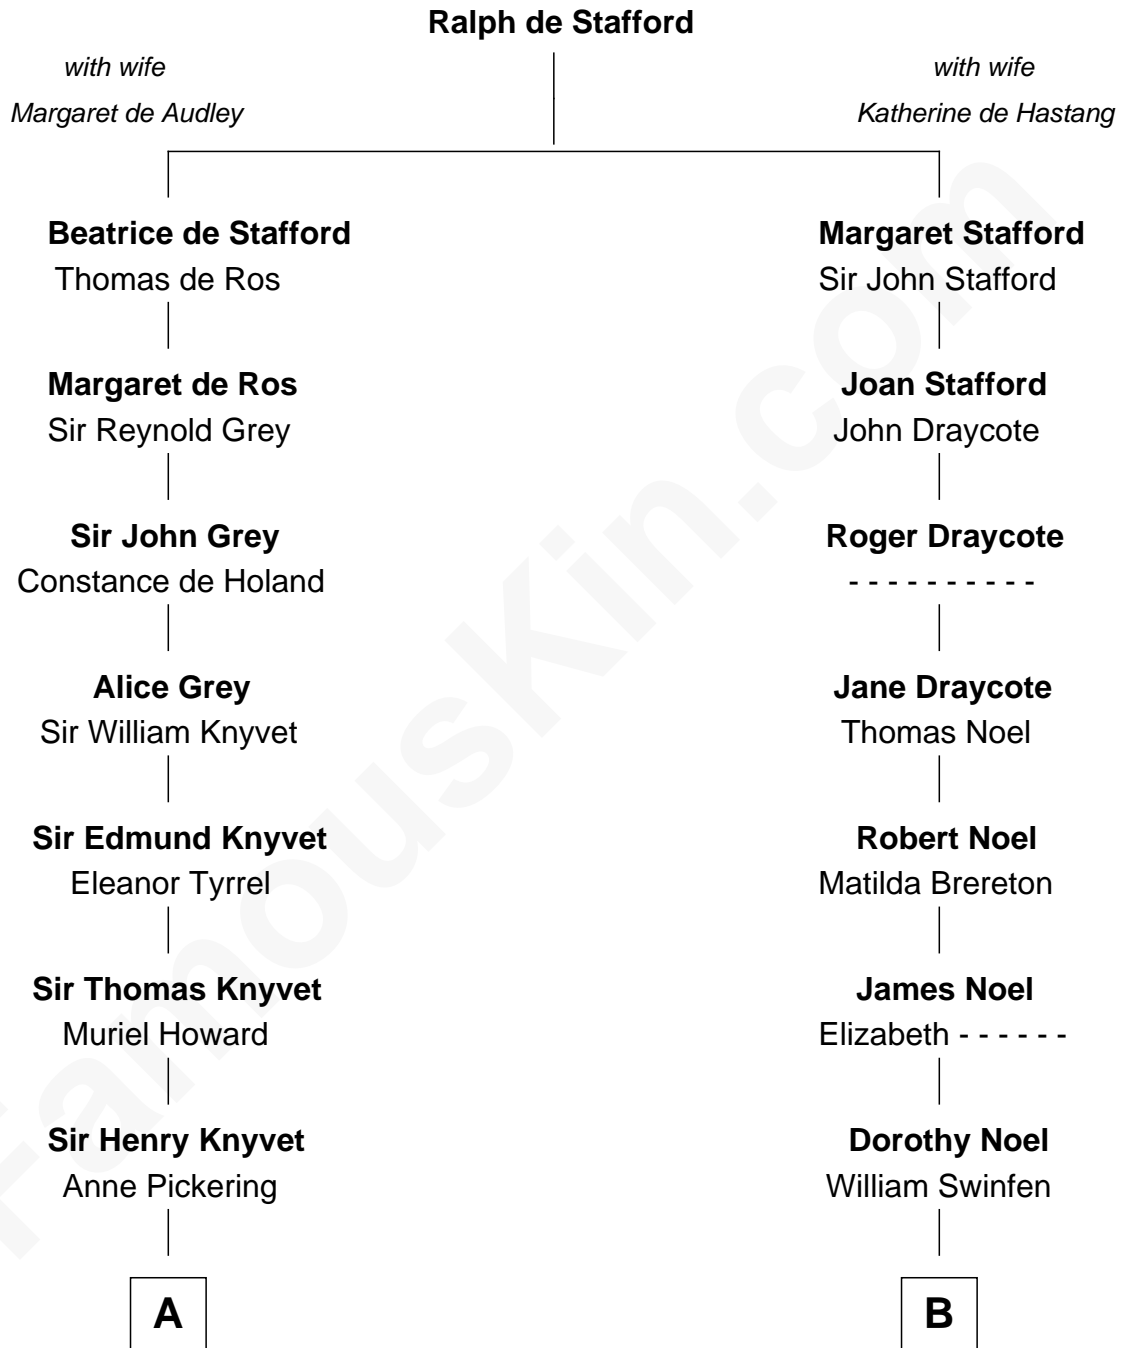 Ralph de Stafford
with wife
Margaret de Audley
with wife
Katherine de Hastang
Beatrice de Stafford
Thomas de Ros
Margaret Stafford
Sir John Stafford
Margaret de Ros
Sir Reynold Grey
Joan Stafford
John Draycote
Sir John Grey
Constance de Holand
Roger Draycote
- - - - - - - - - -
Alice Grey
Sir William Knyvet
Jane Draycote
Thomas Noel
Sir Edmund Knyvet
Eleanor Tyrrel
Robert Noel
Matilda Brereton
Sir Thomas Knyvet
Muriel Howard
James Noel
Elizabeth - - - - - -
Sir Henry Knyvet
Anne Pickering
Dorothy Noel
William Swinfen
A
B
FamousKin.com